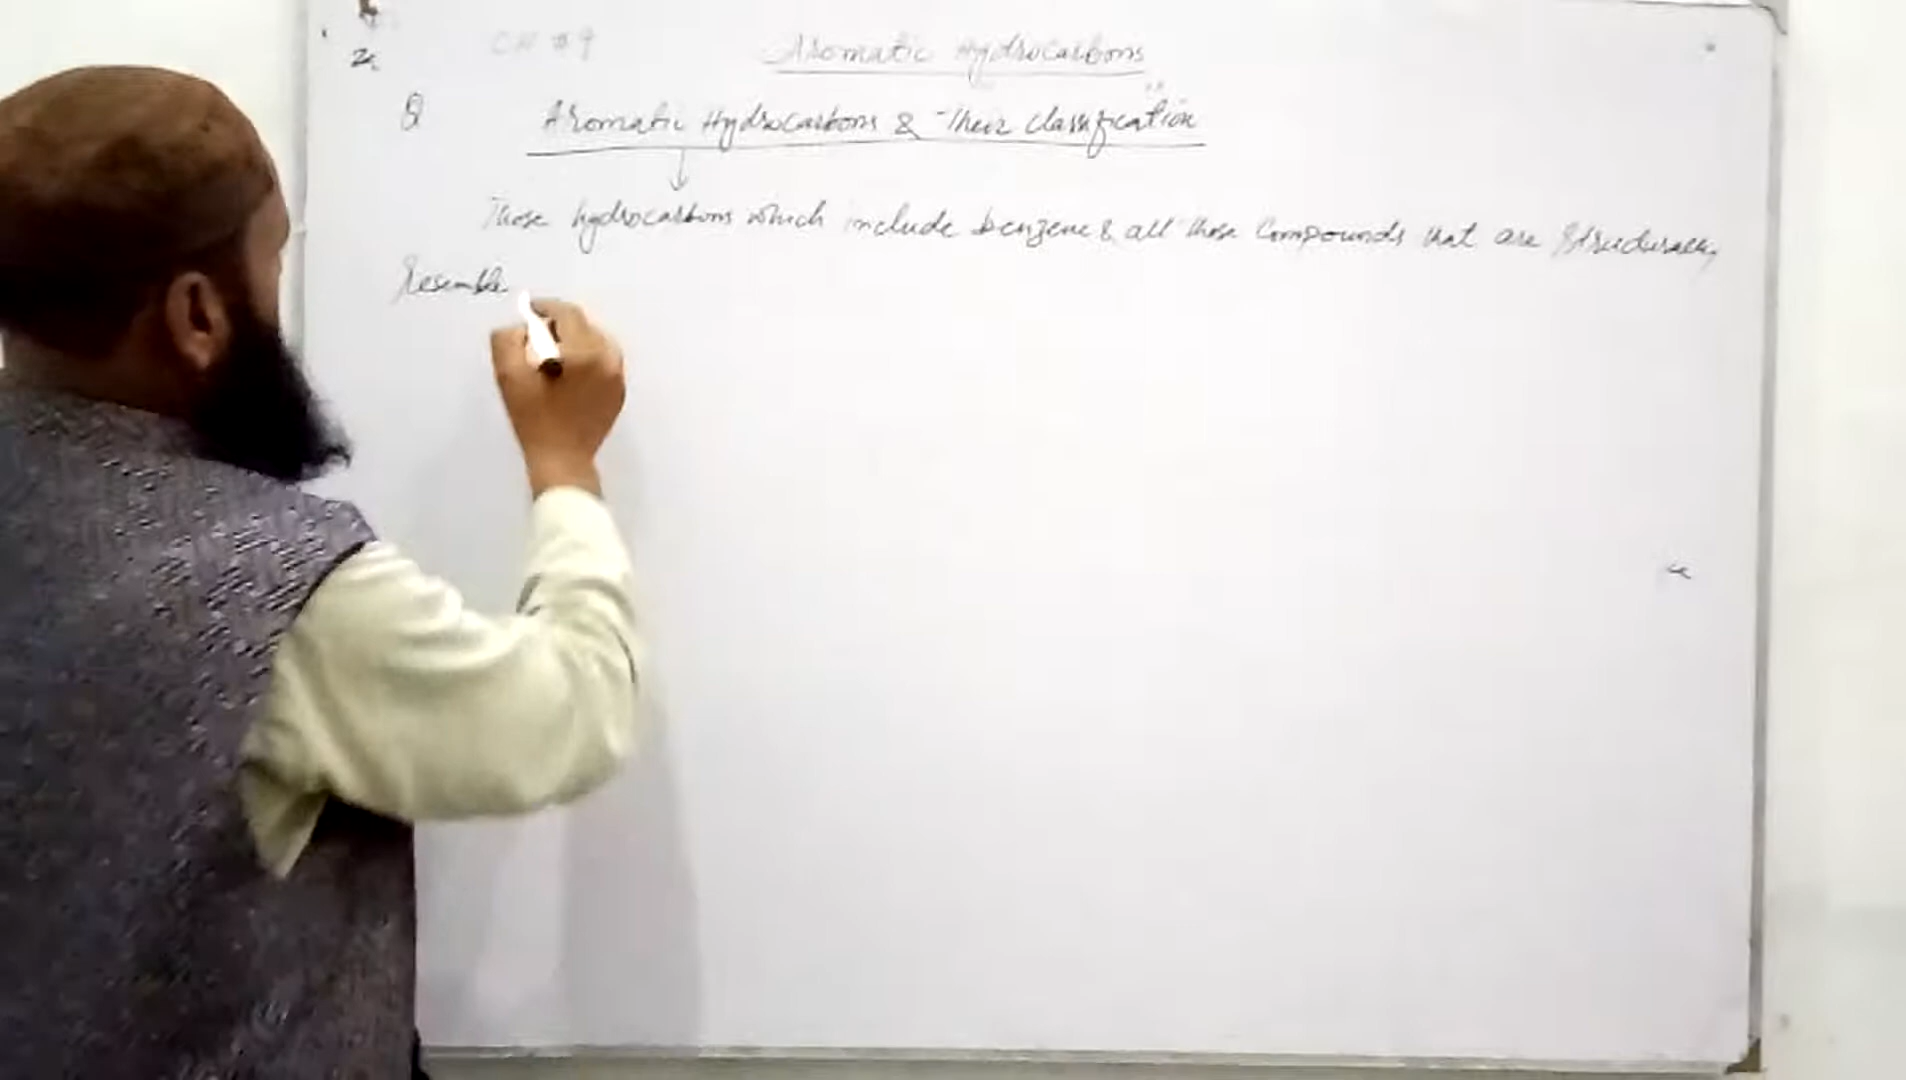 CH #9 Aromatic Hydrocarbons
Q Aromatic Hydrocarbons & Their classification
Those hydrocarbons which include benzene & all those Compounds that are Structurally
Resemble